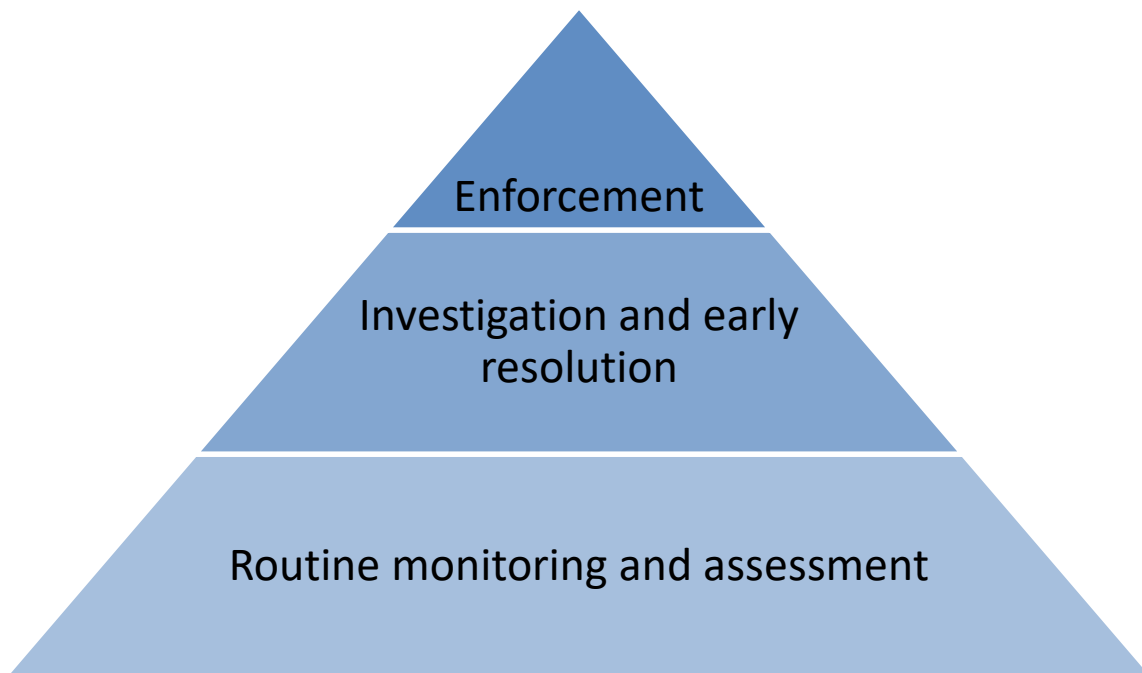 Enforcement
Investigation and early
resolution
Routine monitoring and assessment